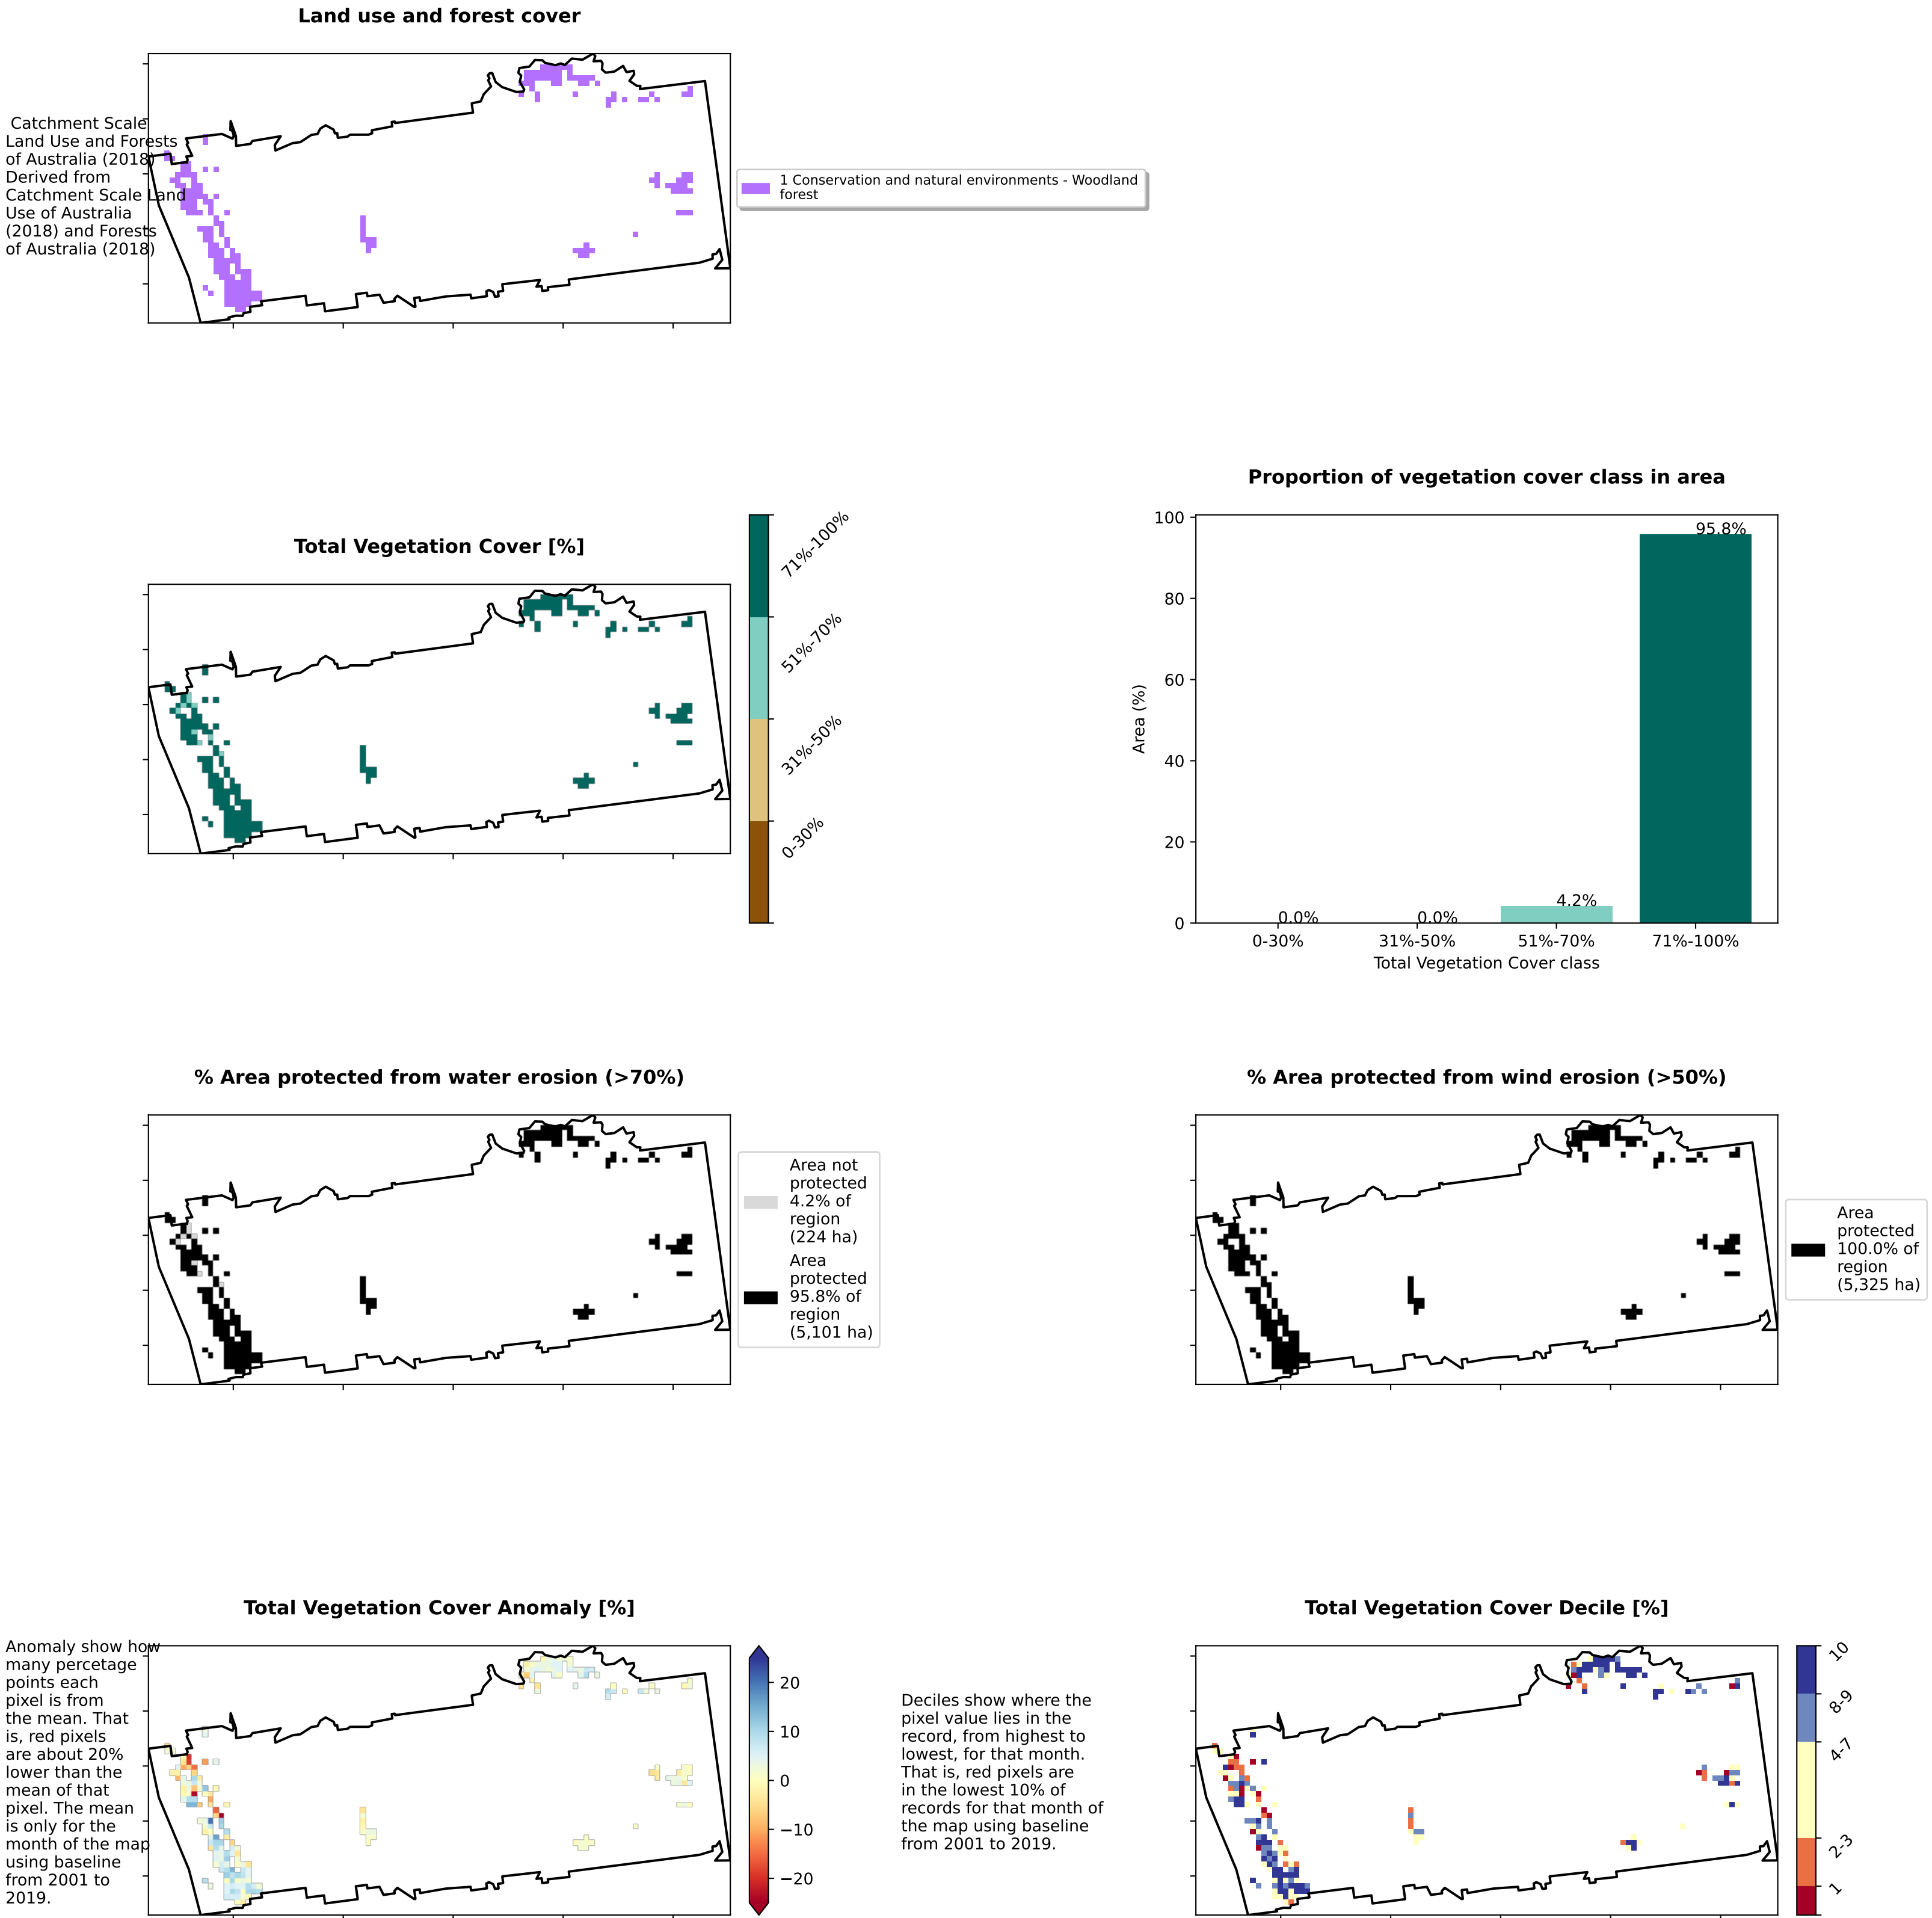 Land use and forest cover
Catchment Scale
Land Use and Forests
of Australia (2018)
Derived from
Catchment Scale Land
Use of Australia
(2018) and Forests
of Australia (2018)
1 Conservation and natural environments - Woodland
forest
Total Vegetation Cover [%]
71%-100%
51%-70%
31%-50%
0-30%
Proportion of vegetation cover class in area
100
80
60
40
20
0
Area (%)
0.0%
0.0%
4.2%
95.8%
0-30%
31%-50%
51%-70%
71%-100%
Total Vegetation Cover class
% Area protected from water erosion (>70%)
Area not
protected
4.2% of
region
(224 ha)
Area
protected
95.8% of
region
(5,101 ha)
% Area protected from wind erosion (>50%)
Area
protected
100.0% of
region
(5,325 ha)
Total Vegetation Cover Anomaly [%]
Anomaly show how
many percetage
points each
pixel is from
the mean. That
is, red pixels
are about 20%
lower than the
mean of that
pixel. The mean
is only for the
month of the map
using baseline
from 2001 to
2019.
20
10
0
−10
−20
Deciles show where the
pixel value lies in the
record, from highest to
lowest, for that month.
That is, red pixels are
in the lowest 10% of
records for that month of
the map using baseline
from 2001 to 2019.
Total Vegetation Cover Decile [%]
10
8-9
4-7
2-3
1